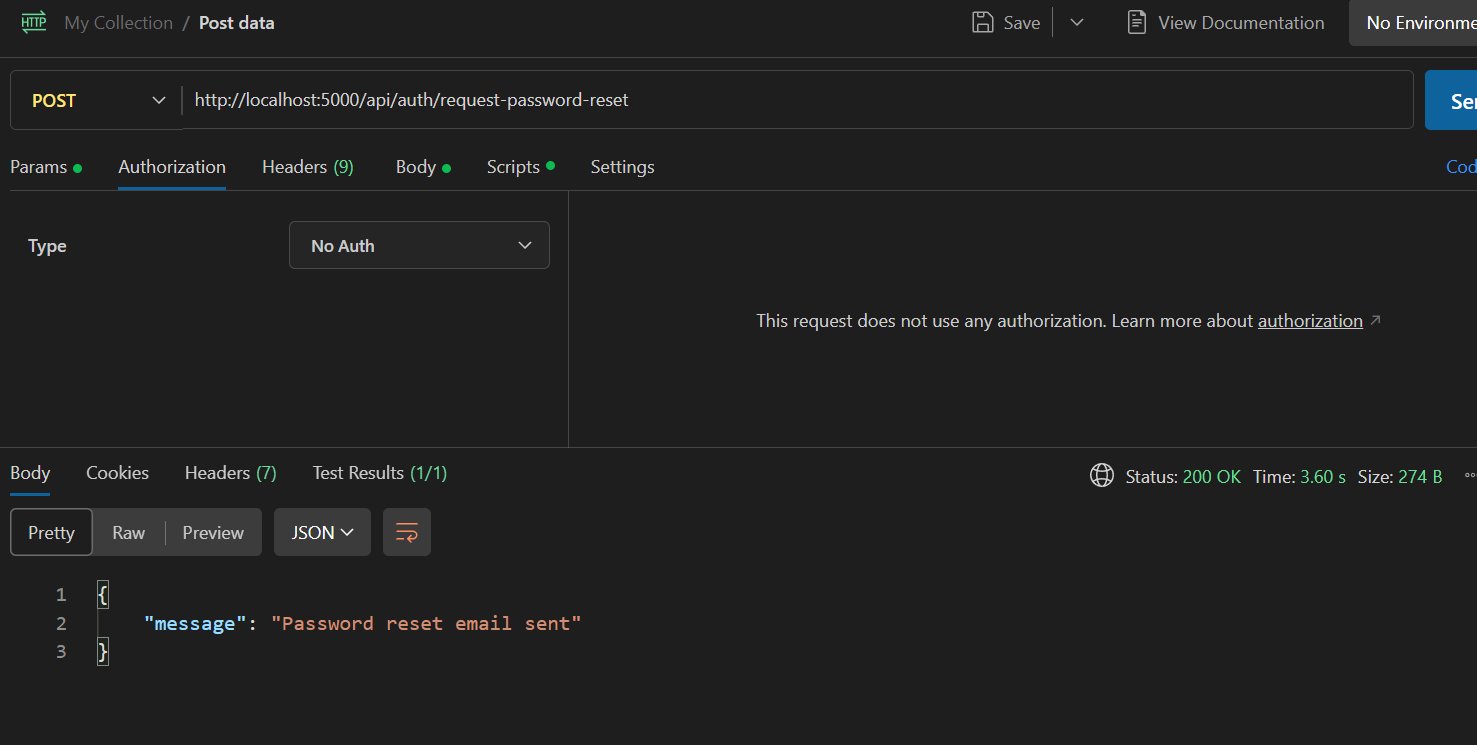 HTTP My Collection / Post data Save View Documentation No Environme
POST http://localhost:5000/api/auth/request-password-reset Ser
Params Authorization Headers (9) Body Scripts Settings Cod
Type No Auth
This request does not use any authorization. Learn more about authorization ↗
Body Cookies Headers (7) Test Results (1/1) Status: 200 OK Time: 3.60 s Size: 274 B
Pretty Raw Preview JSON
1 {
2 "message": "Password reset email sent"
3 }